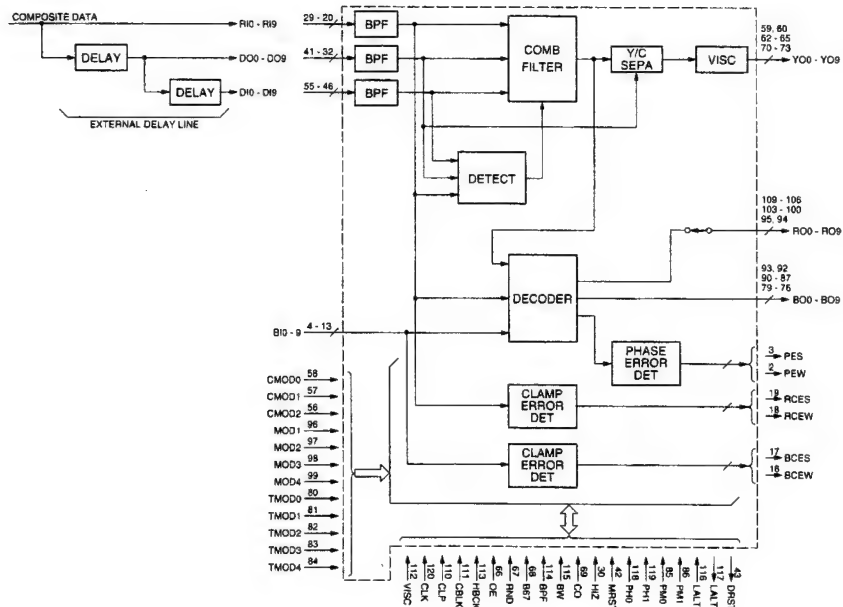 COMPOSITE DATA
RI0 - RI9
29 - 20
BPF
DELAY
DO0 - DO9
41 - 32
BPF
DELAY
DI0 - DI9
55 - 46
BPF
EXTERNAL DELAY LINE
COMB
FILTER
Y/C
SEPA
VISC
59, 60
62 - 65
70 - 73
YO0 - YO9
DETECT
109 - 106
103 - 100
95, 94
RO0 - RO9
DECODER
93, 92
90 - 87
79 - 76
BO0 - BO9
BI0 - 9
4 - 13
PHASE
ERROR
DET
3
PES
2
PEW
CLAMP
ERROR
DET
19
RCES
18
RCEW
CLAMP
ERROR
DET
17
BCES
16
BCEW
CMOD0 58
CMOD1 57
CMOD2 56
MOD1 96
MOD2 97
MOD3 98
MOD4 99
TMOD0 80
TMOD1 81
TMOD2 82
TMOD3 83
TMOD4 84
112 VISC
120 CLK
110 CLP
111 CBLK
113 HBCK
66 OE
67 RND
68 B67
114 BPF
115 BW
69 CO
30 HIZ
42 MRST
118 PH0
119 PH1
85 PM0
86 PM1
116 LALT
117 LALT
43 DRST